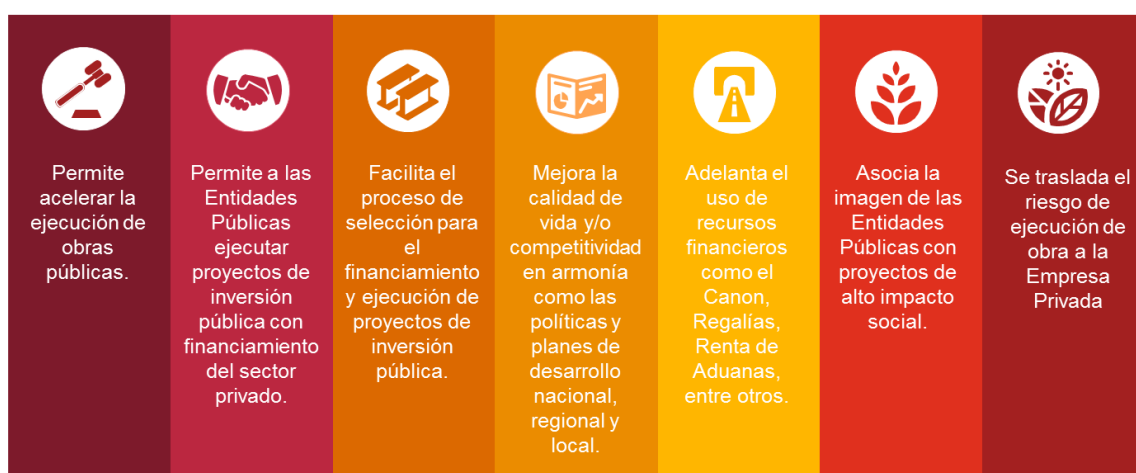 Permite
acelerar la
ejecución de
obras
públicas.
Permite a las
Entidades
Públicas
ejecutar
proyectos de
inversión
pública con
financiamiento
del sector
privado.
Facilita el
proceso de
selección para
el
financiamiento
y ejecución de
proyectos de
inversión
pública.
Mejora la
calidad de
vida y/o
competitividad
en armonía
como las
políticas y
planes de
desarrollo
nacional,
regional y
local.
Adelanta el
uso de
recursos
financieros
como el
Canon,
Regalías,
Renta de
Aduanas,
entre otros.
Asocia la
imagen de las
Entidades
Públicas con
proyectos de
alto impacto
social.
Se traslada el
riesgo de
ejecución de
obra a la
Empresa
Privada